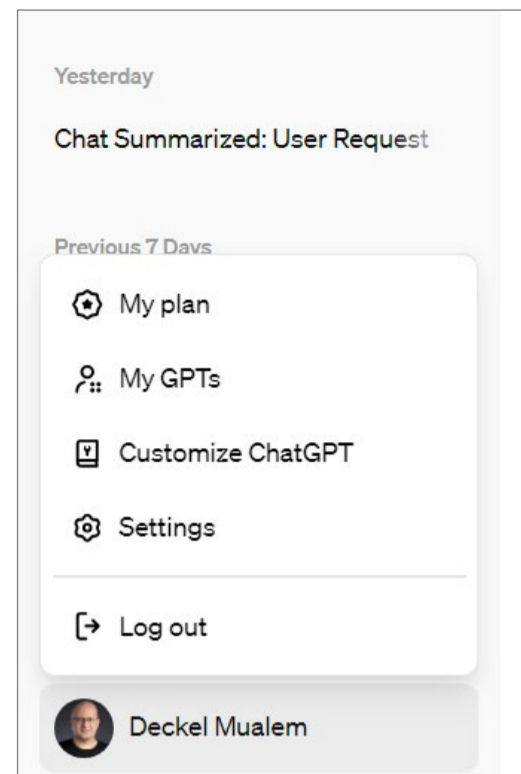 Yesterday
Chat Summarized: User Request
Previous 7 Days
My plan
My GPTs
Customize ChatGPT
Settings
Log out
Deckel Mualem